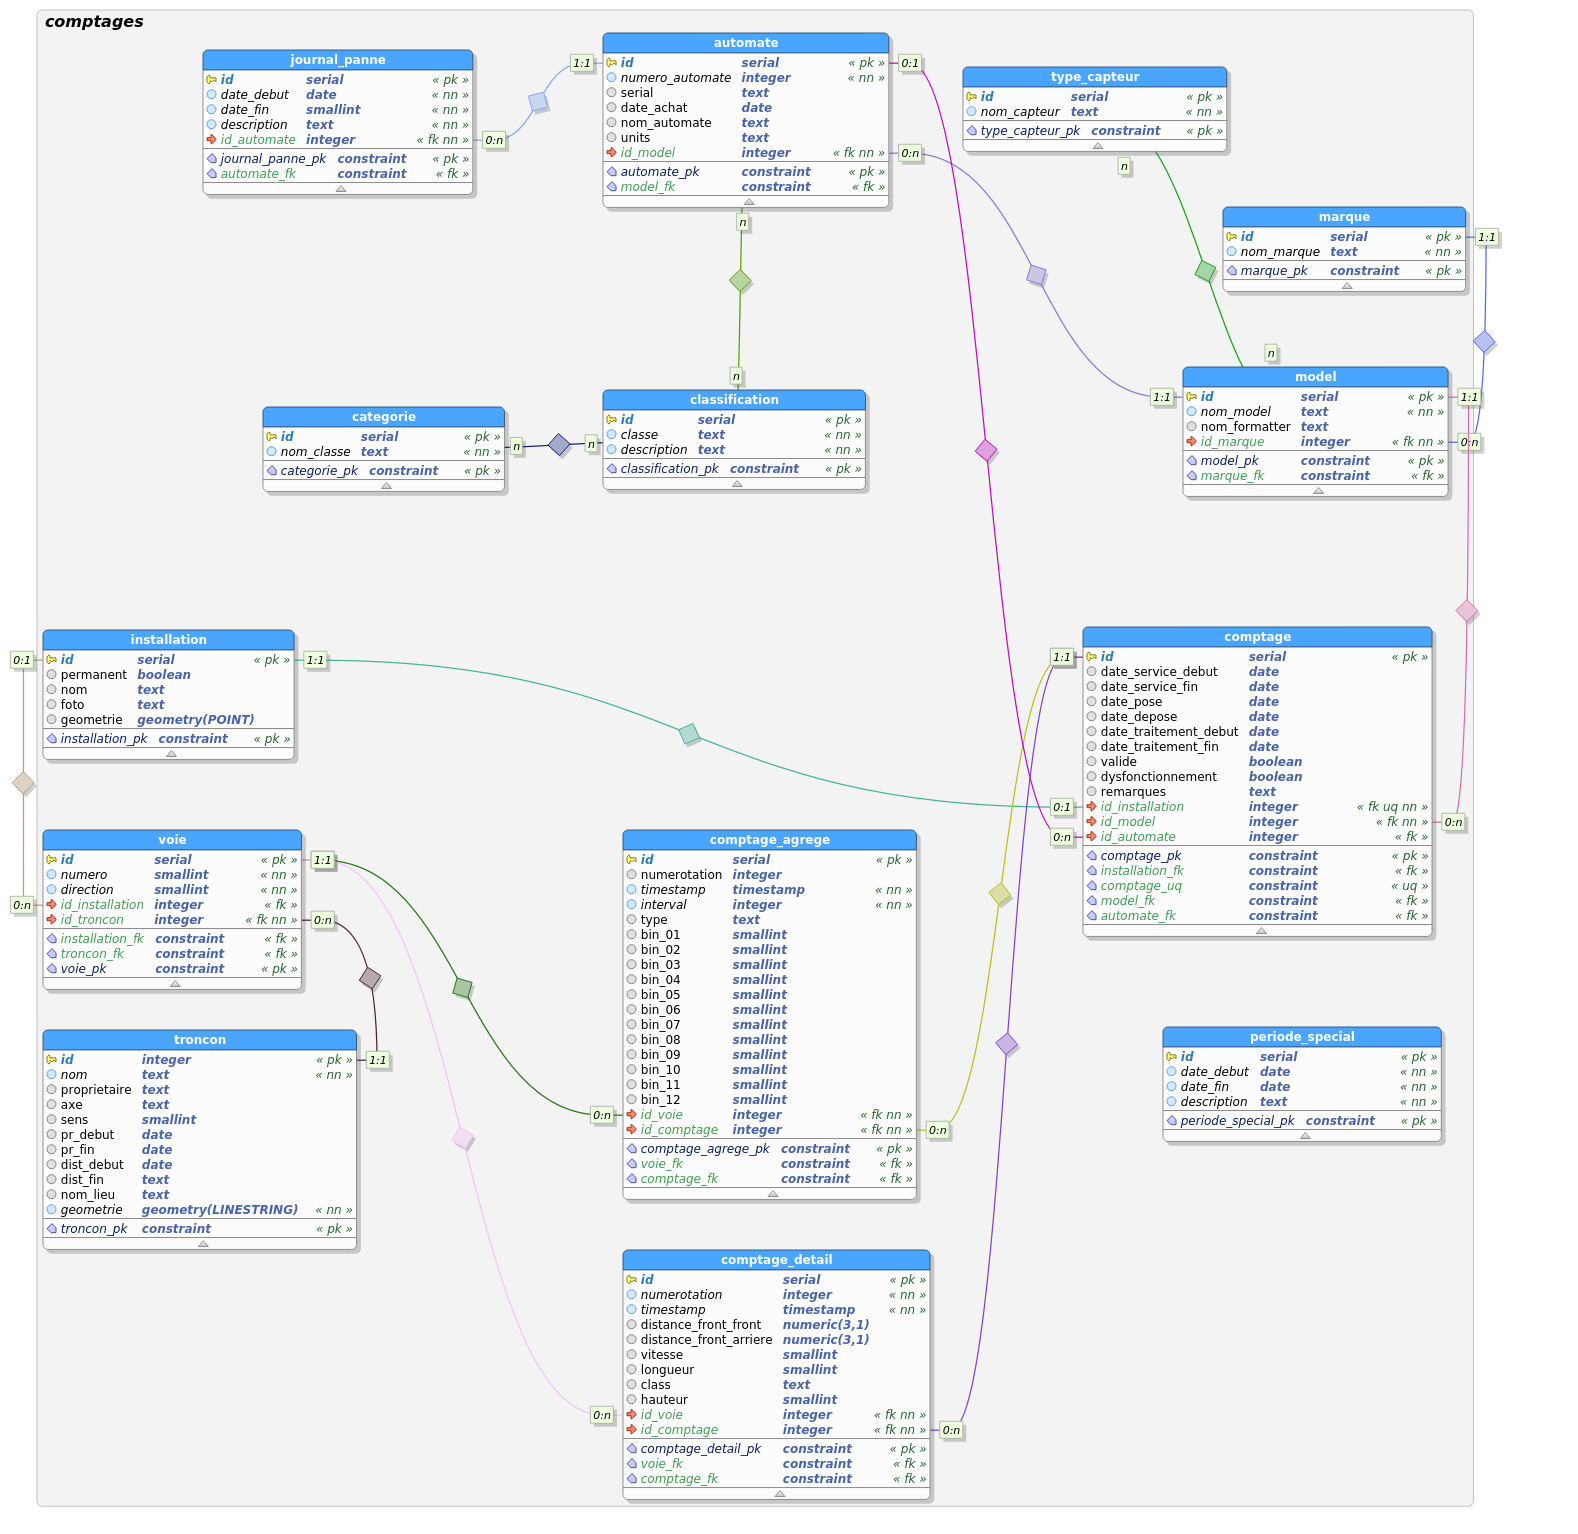 comptages
journal_panne
id serial « pk »
date_debut date « nn »
date_fin smallint « nn »
description text « nn »
id_automate integer « fk nn »
journal_panne_pk constraint « pk »
automate_fk constraint « fk »
0:n
1:1
automate
id serial « pk »
numero_automate integer « nn »
serial text
date_achat date
nom_automate text
units text
id_model integer « fk nn »
automate_pk constraint « pk »
model_fk constraint « fk »
0:1
0:n
n
type_capteur
id serial « pk »
nom_capteur text « nn »
type_capteur_pk constraint « pk »
n
marque
id serial « pk »
nom_marque text « nn »
marque_pk constraint « pk »
1:1
n
n
categorie
id serial « pk »
nom_classe text « nn »
categorie_pk constraint « pk »
n
n
classification
id serial « pk »
classe text « nn »
description text « nn »
classification_pk constraint « pk »
1:1
model
id serial « pk »
nom_model text « nn »
nom_formatter text
id_marque integer « fk nn »
model_pk constraint « pk »
marque_fk constraint « fk »
1:1
0:n
0:1
installation
id serial « pk »
permanent boolean
nom text
foto text
geometrie geometry(POINT)
installation_pk constraint « pk »
1:1
1:1
0:1
0:n
comptage
id serial « pk »
date_service_debut date
date_service_fin date
date_pose date
date_depose date
date_traitement_debut date
date_traitement_fin date
valide boolean
dysfonctionnement boolean
remarques text
id_installation integer « fk uq nn »
id_model integer « fk nn »
id_automate integer « fk »
comptage_pk constraint « pk »
installation_fk constraint « fk »
comptage_uq constraint « uq »
model_fk constraint « fk »
automate_fk constraint « fk »
0:n
0:n
voie
id serial « pk »
numero smallint « nn »
direction smallint « nn »
id_installation integer « fk »
id_troncon integer « fk nn »
installation_fk constraint « fk »
troncon_fk constraint « fk »
voie_pk constraint « pk »
1:1
0:n
comptage_agrege
id serial « pk »
numerotation integer
timestamp timestamp « nn »
interval integer « nn »
type text
bin_01 smallint
bin_02 smallint
bin_03 smallint
bin_04 smallint
bin_05 smallint
bin_06 smallint
bin_07 smallint
bin_08 smallint
bin_09 smallint
bin_10 smallint
bin_11 smallint
bin_12 smallint
id_voie integer « fk nn »
id_comptage integer « fk nn »
comptage_agrege_pk constraint « pk »
voie_fk constraint « fk »
comptage_fk constraint « fk »
0:n
0:n
troncon
id integer « pk »
nom text « nn »
proprietaire text
axe text
sens smallint
pr_debut date
pr_fin date
dist_debut date
dist_fin text
nom_lieu text
geometrie geometry(LINESTRING) « nn »
troncon_pk constraint « pk »
1:1
periode_special
id serial « pk »
date_debut date « nn »
date_fin date « nn »
description text « nn »
periode_special_pk constraint « pk »
comptage_detail
id serial « pk »
numerotation integer « nn »
timestamp timestamp « nn »
distance_front_front numeric(3,1)
distance_front_arriere numeric(3,1)
vitesse smallint
longueur smallint
class text
hauteur smallint
id_voie integer « fk nn »
id_comptage integer « fk nn »
comptage_detail_pk constraint « pk »
voie_fk constraint « fk »
comptage_fk constraint « fk »
0:n
0:n